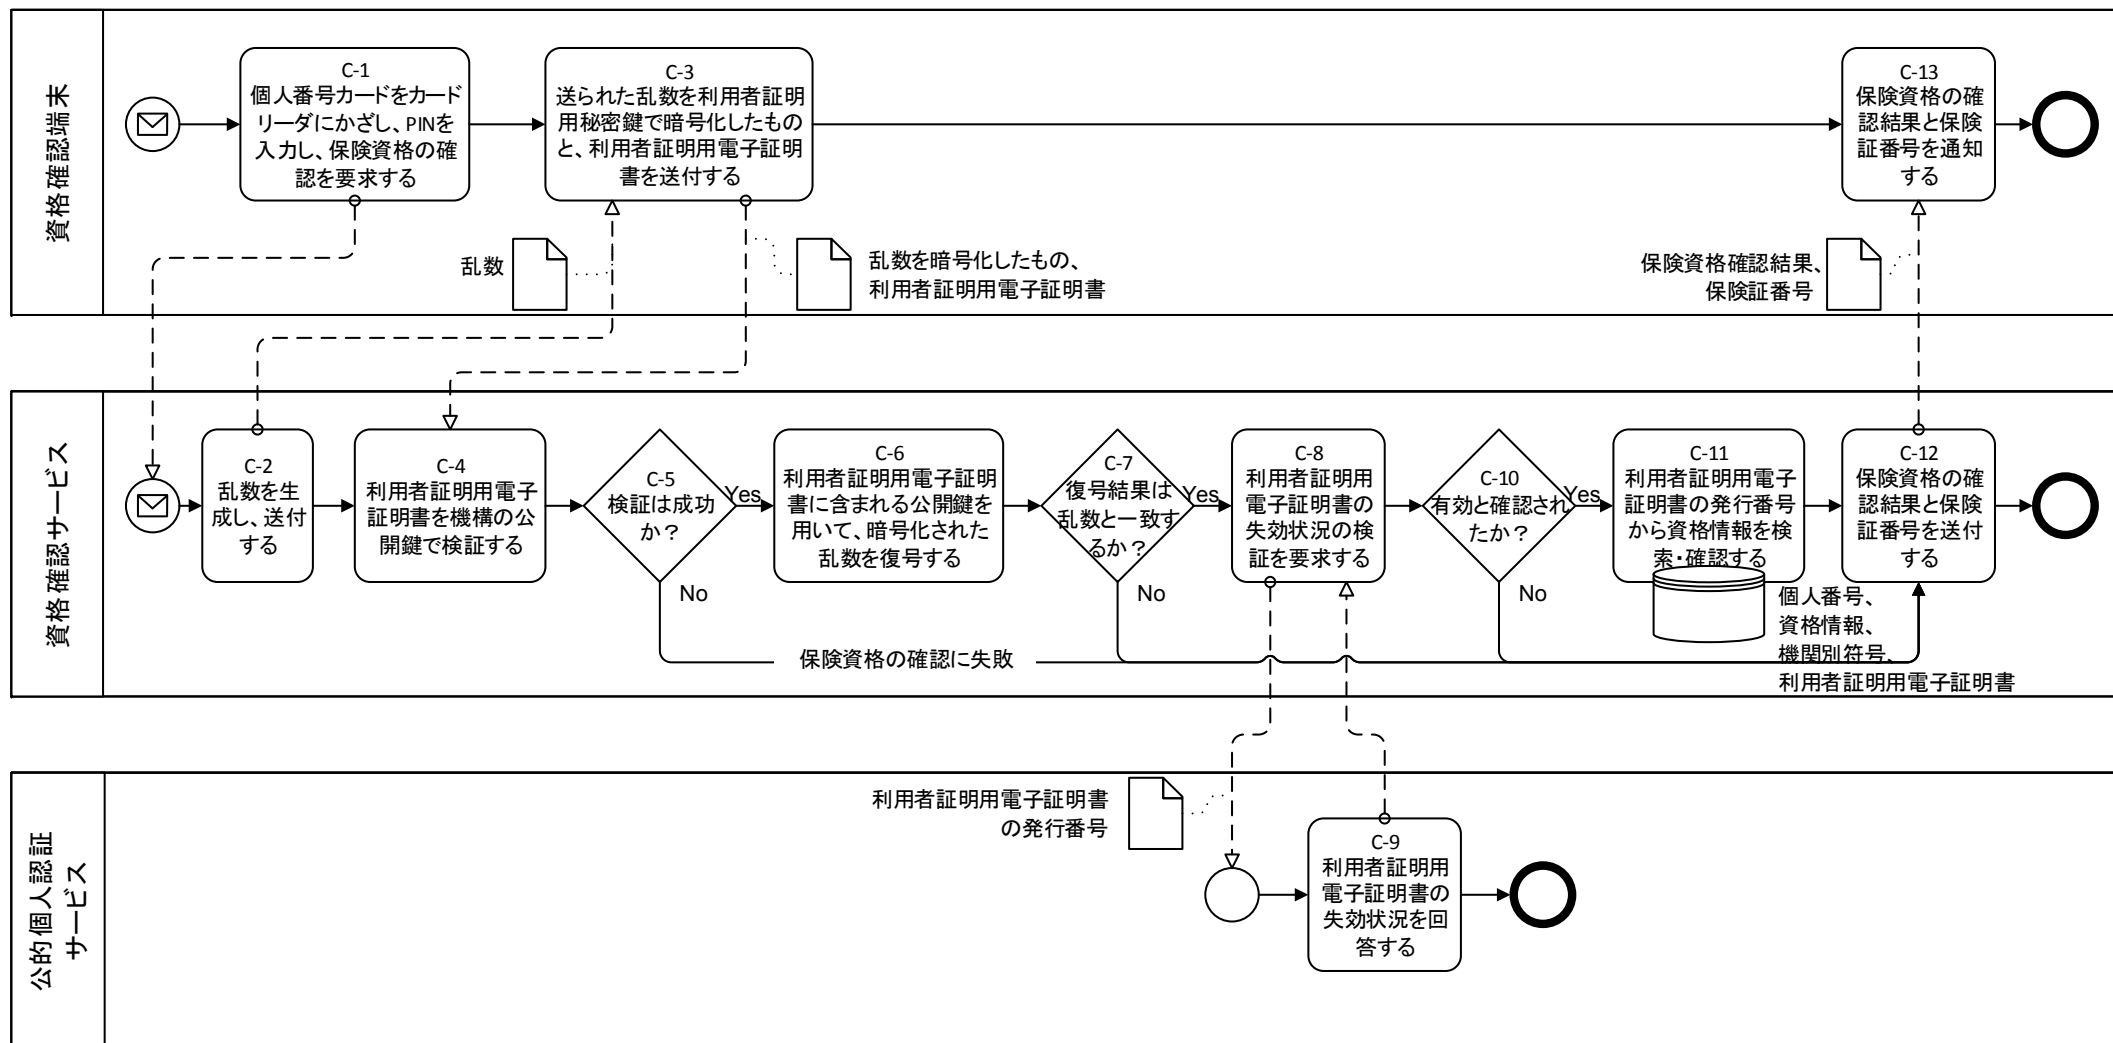 資格確認端末
C-1
個人番号カードをカード
リーダにかざし、PINを
入力し、保険資格の確
認を要求する
C-3
送られた乱数を利用者証明
用秘密鍵で暗号化したもの
と、利用者証明用電子証明
書を送付する
C-13
保険資格の確
認結果と保険
証番号を通知
する
乱数
乱数を暗号化したもの、
利用者証明用電子証明書
保険資格確認結果、
保険証番号
資格確認サービス
C-2
乱数を生
成し、送付
する
C-4
利用者証明用電子
証明書を機構の公
開鍵で検証する
C-5
検証は成功
か？
Yes
No
C-6
利用者証明用電子証明
書に含まれる公開鍵を
用いて、暗号化された
乱数を復号する
C-7
復号結果は
乱数と一致す
るか？
Yes
No
C-8
利用者証明用
電子証明書の
失効状況の検
証を要求する
C-10
有効と確認され
たか？
Yes
No
C-11
利用者証明用電子
証明書の発行番号
から資格情報を検
索・確認する
C-12
保険資格の確
認結果と保険
証番号を送付
する
個人番号、
資格情報、
機関別符号、
利用者証明用電子証明書
保険資格の確認に失敗
公的個人認証
サービス
利用者証明用電子証明書
の発行番号
C-9
利用者証明用
電子証明書の
失効状況を回
答する